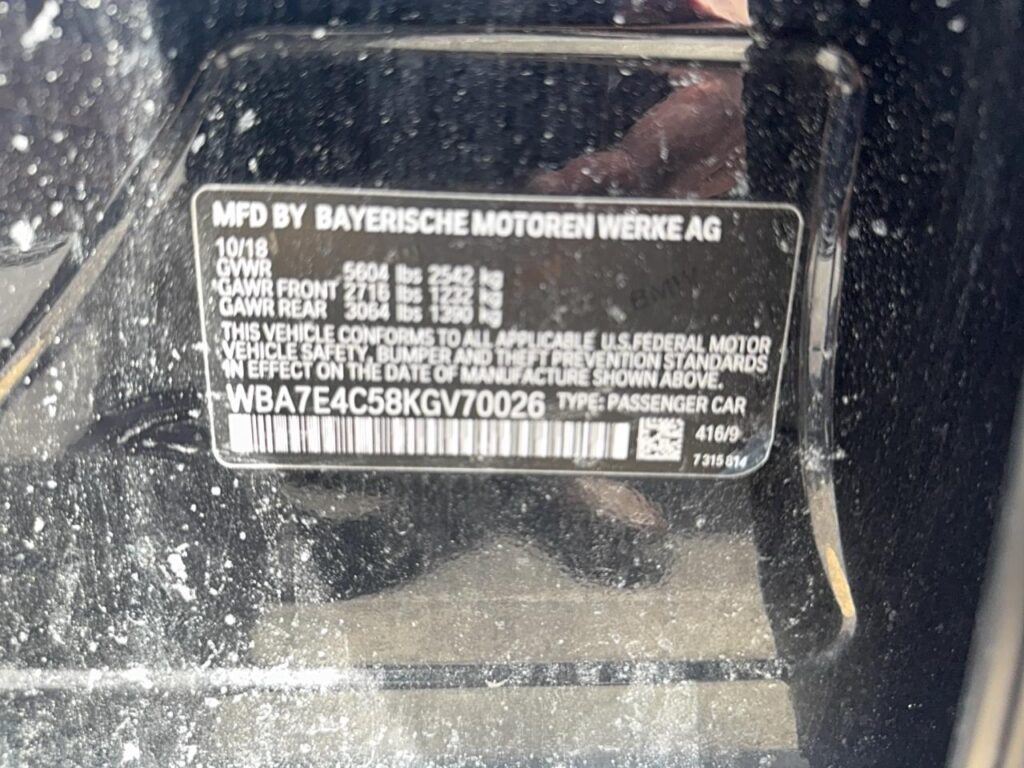 MFD BY BAYERISCHE MOTOREN WERKE AG
10/18
GVWR 5604 lbs 2542 kg
GAWR FRONT 2716 lbs 1232 kg
GAWR REAR 3064 lbs 1390 kg
THIS VEHICLE CONFORMS TO ALL APPLICABLE U.S.FEDERAL MOTOR
VEHICLE SAFETY, BUMPER AND THEFT PREVENTION STANDARDS
IN EFFECT ON THE DATE OF MANUFACTURE SHOWN ABOVE.
WBA7E4C58KGV70026 TYPE: PASSENGER CAR
416/9
7 315 814